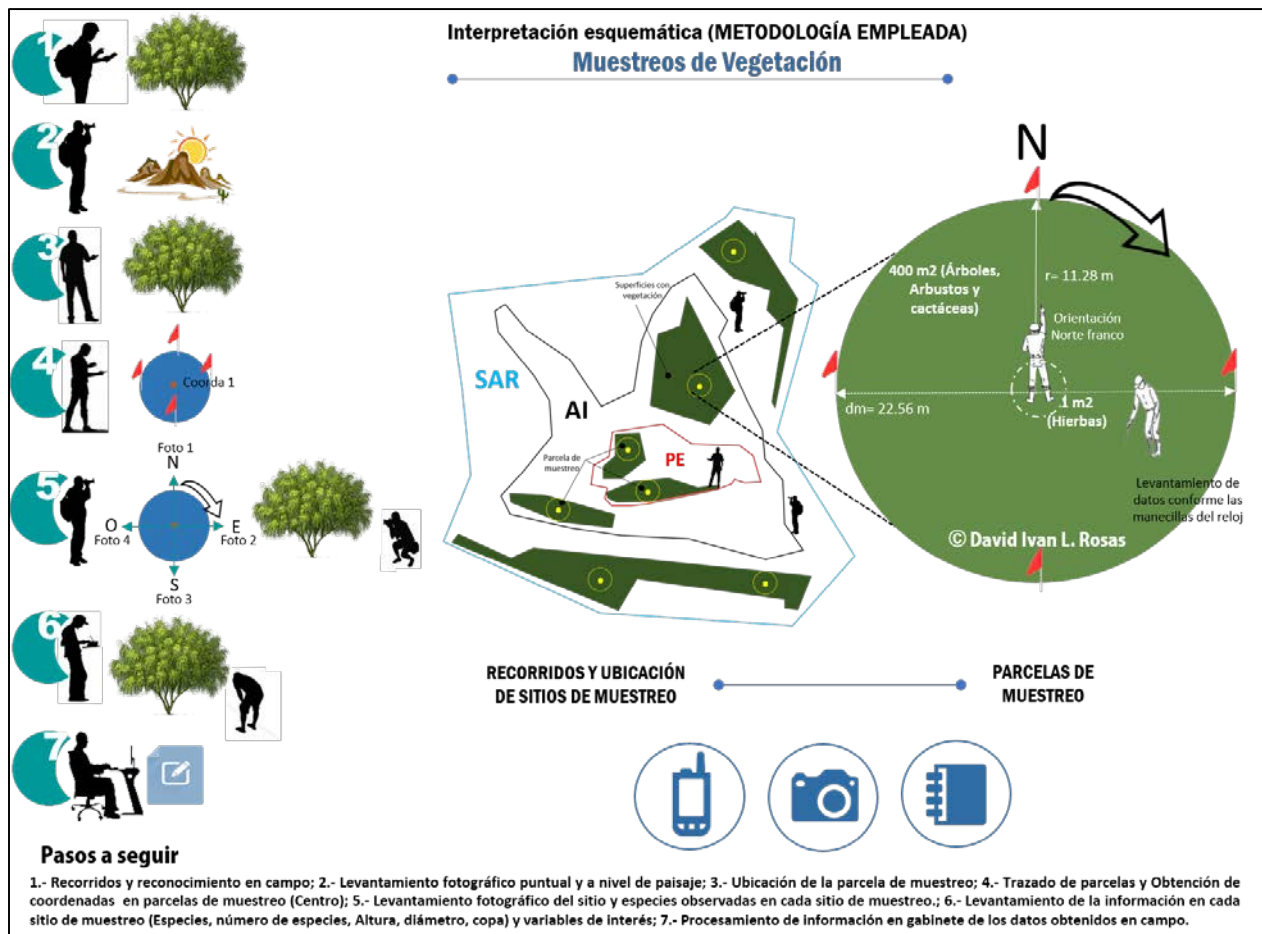 Interpretación esquemática (METODOLOGÍA EMPLEADA)
Muestreos de Vegetación
1
2
3
4
Coorda 1
5
Foto 1
N
O
Foto 4
E
Foto 2
S
Foto 3
6
7
SAR
AI
PE
Superficies con
vegetación
Parcela de
muestreo
N
400 m2 (Árboles,
Arbustos y
cactáceas)
r= 11.28 m
Orientación
Norte franco
dm= 22.56 m
1 m2
(Hierbas)
Levantamiento de
datos conforme las
manecillas del reloj
© David Ivan L. Rosas
RECORRIDOS Y UBICACIÓN
DE SITIOS DE MUESTREO
PARCELAS DE
MUESTREO
Pasos a seguir
1.- Recorridos y reconocimiento en campo; 2.- Levantamiento fotográfico puntual y a nivel de paisaje; 3.- Ubicación de la parcela de muestreo; 4.- Trazado de parcelas y Obtención de
coordenadas en parcelas de muestreo (Centro); 5.- Levantamiento fotográfico del sitio y especies observadas en cada sitio de muestreo.; 6.- Levantamiento de la información en cada
sitio de muestreo (Especies, número de especies, Altura, diámetro, copa) y variables de interés; 7.- Procesamiento de información en gabinete de los datos obtenidos en campo.